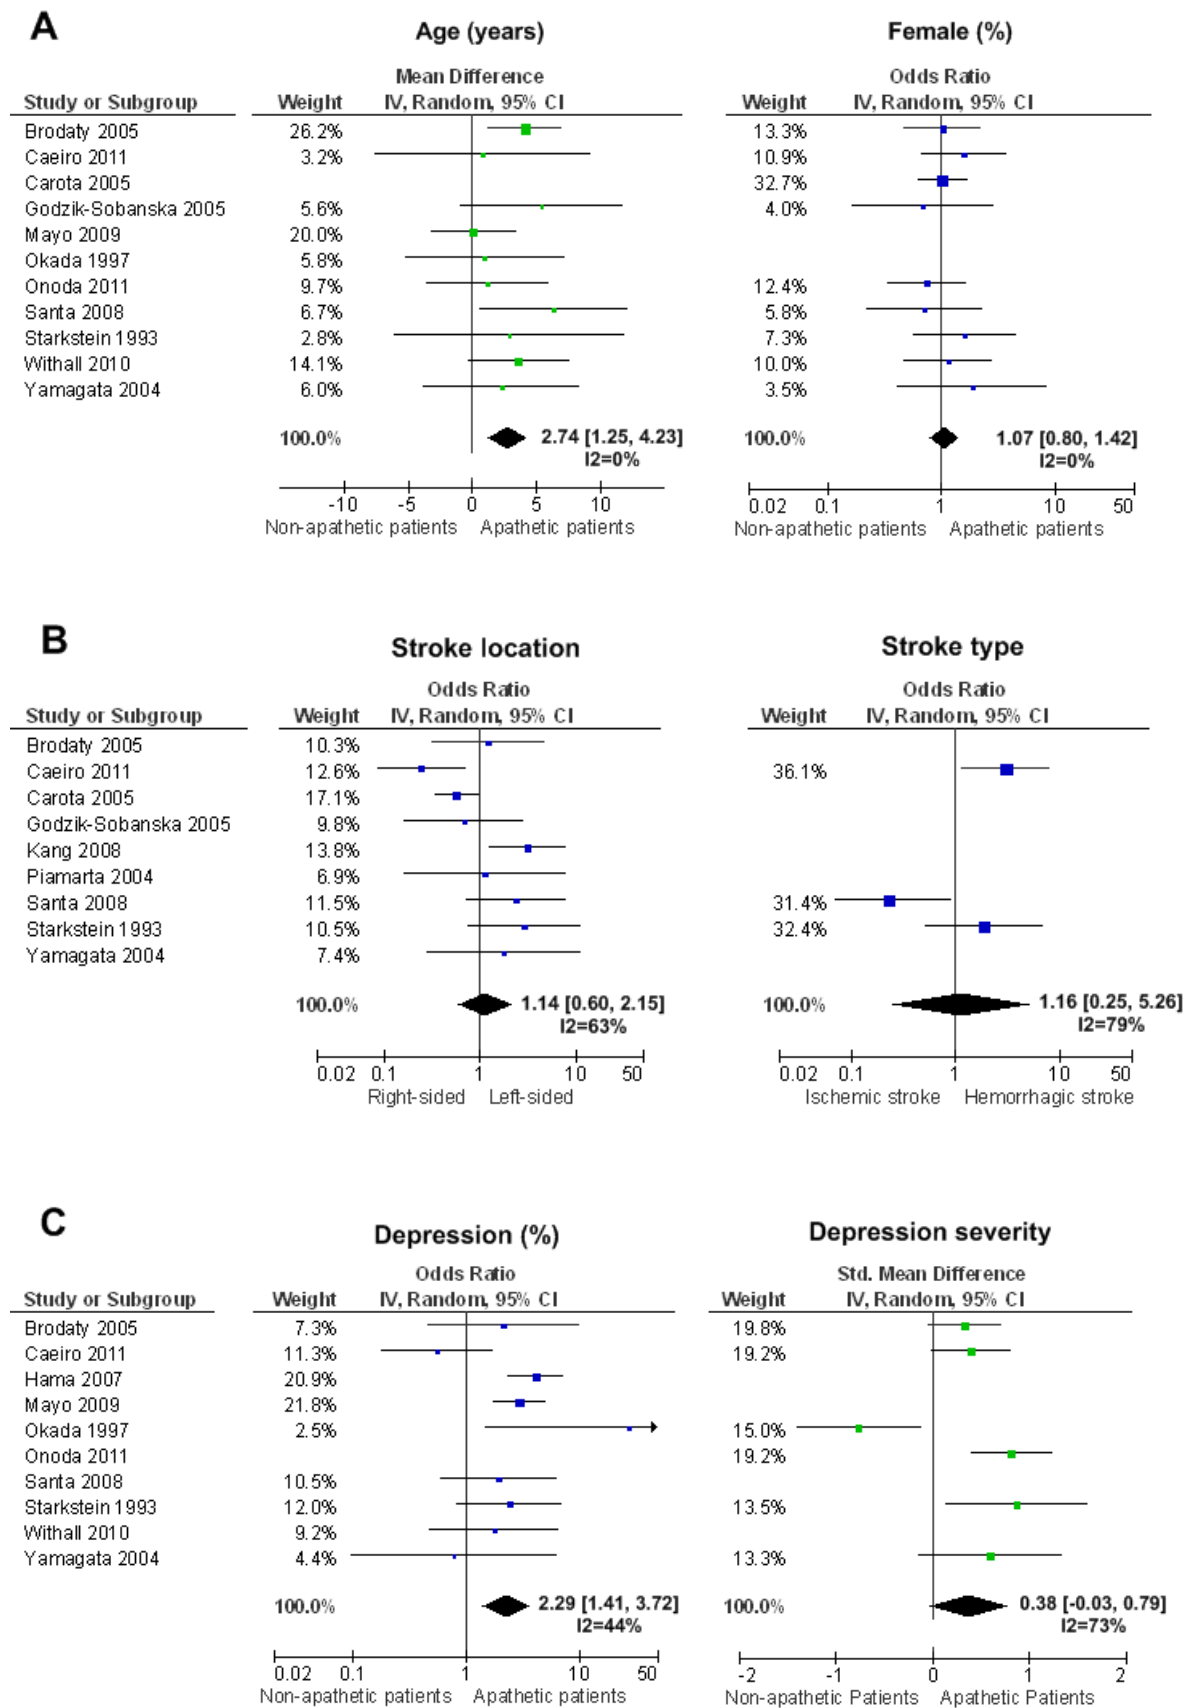 A
Age (years) Female (%)
Mean Difference Odds Ratio
Study or Subgroup Weight IV, Random, 95% CI Weight IV, Random, 95% CI
Brodaty 2005 26.2% 13.3%
Caeiro 2011 3.2% 10.9%
Carota 2005 32.7%
Godzik-Sobanska 2005 5.6% 4.0%
Mayo 2009 20.0%
Okada 1997 5.8%
Onoda 2011 9.7% 12.4%
Santa 2008 6.7% 5.8%
Starkstein 1993 2.8% 7.3%
Withall 2010 14.1% 10.0%
Yamagata 2004 6.0% 3.5%
100.0% 2.74 [1.25, 4.23] 100.0% 1.07 [0.80, 1.42]
I2=0% I2=0%
-10 -5 0 5 10 0.02 0.1 1 10 50
Non-apathetic patients Apathetic patients Non-apathetic patients Apathetic patients
B
Stroke location Stroke type
Odds Ratio Odds Ratio
Study or Subgroup Weight IV, Random, 95% CI Weight IV, Random, 95% CI
Brodaty 2005 10.3%
Caeiro 2011 12.6% 36.1%
Carota 2005 17.1%
Godzik-Sobanska 2005 9.8%
Kang 2008 13.8%
Piamarta 2004 6.9%
Santa 2008 11.5% 31.4%
Starkstein 1993 10.5% 32.4%
Yamagata 2004 7.4%
100.0% 1.14 [0.60, 2.15] 100.0% 1.16 [0.25, 5.26]
I2=63% I2=79%
0.02 0.1 1 10 50 0.02 0.1 1 10 50
Right-sided Left-sided Ischemic stroke Hemorrhagic stroke
C
Depression (%) Depression severity
Odds Ratio Std. Mean Difference
Study or Subgroup Weight IV, Random, 95% CI Weight IV, Random, 95% CI
Brodaty 2005 7.3% 19.8%
Caeiro 2011 11.3% 19.2%
Hama 2007 20.9%
Mayo 2009 21.8%
Okada 1997 2.5% 15.0%
Onoda 2011 19.2%
Santa 2008 10.5%
Starkstein 1993 12.0% 13.5%
Withall 2010 9.2%
Yamagata 2004 4.4% 13.3%
100.0% 2.29 [1.41, 3.72] 100.0% 0.38 [-0.03, 0.79]
I2=44% I2=73%
0.02 0.1 1 10 50 -2 -1 0 1 2
Non-apathetic patients Apathetic patients Non-apathetic Patients Apathetic Patients